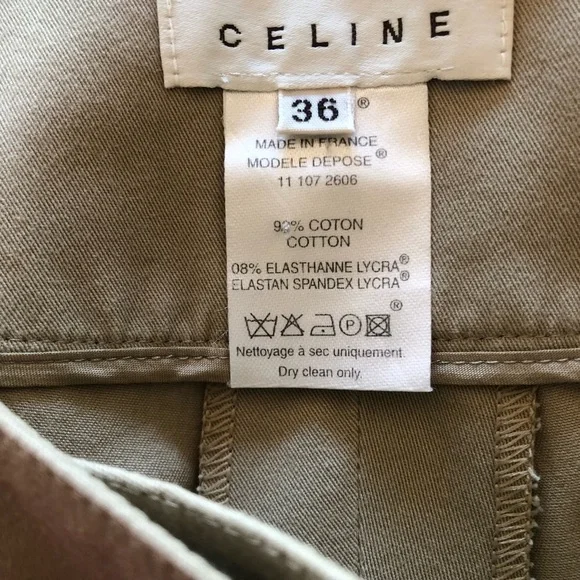 CELINE
36 ®
MADE IN FRANCE
MODELE DEPOSE®
11 107 2606
COTON
COTTON
08% ELASTHANNE LYCRA®
ELASTAN SPANDEX LYCRA®
®
P
Nettoyage à sec uniquement.
Dry clean only.